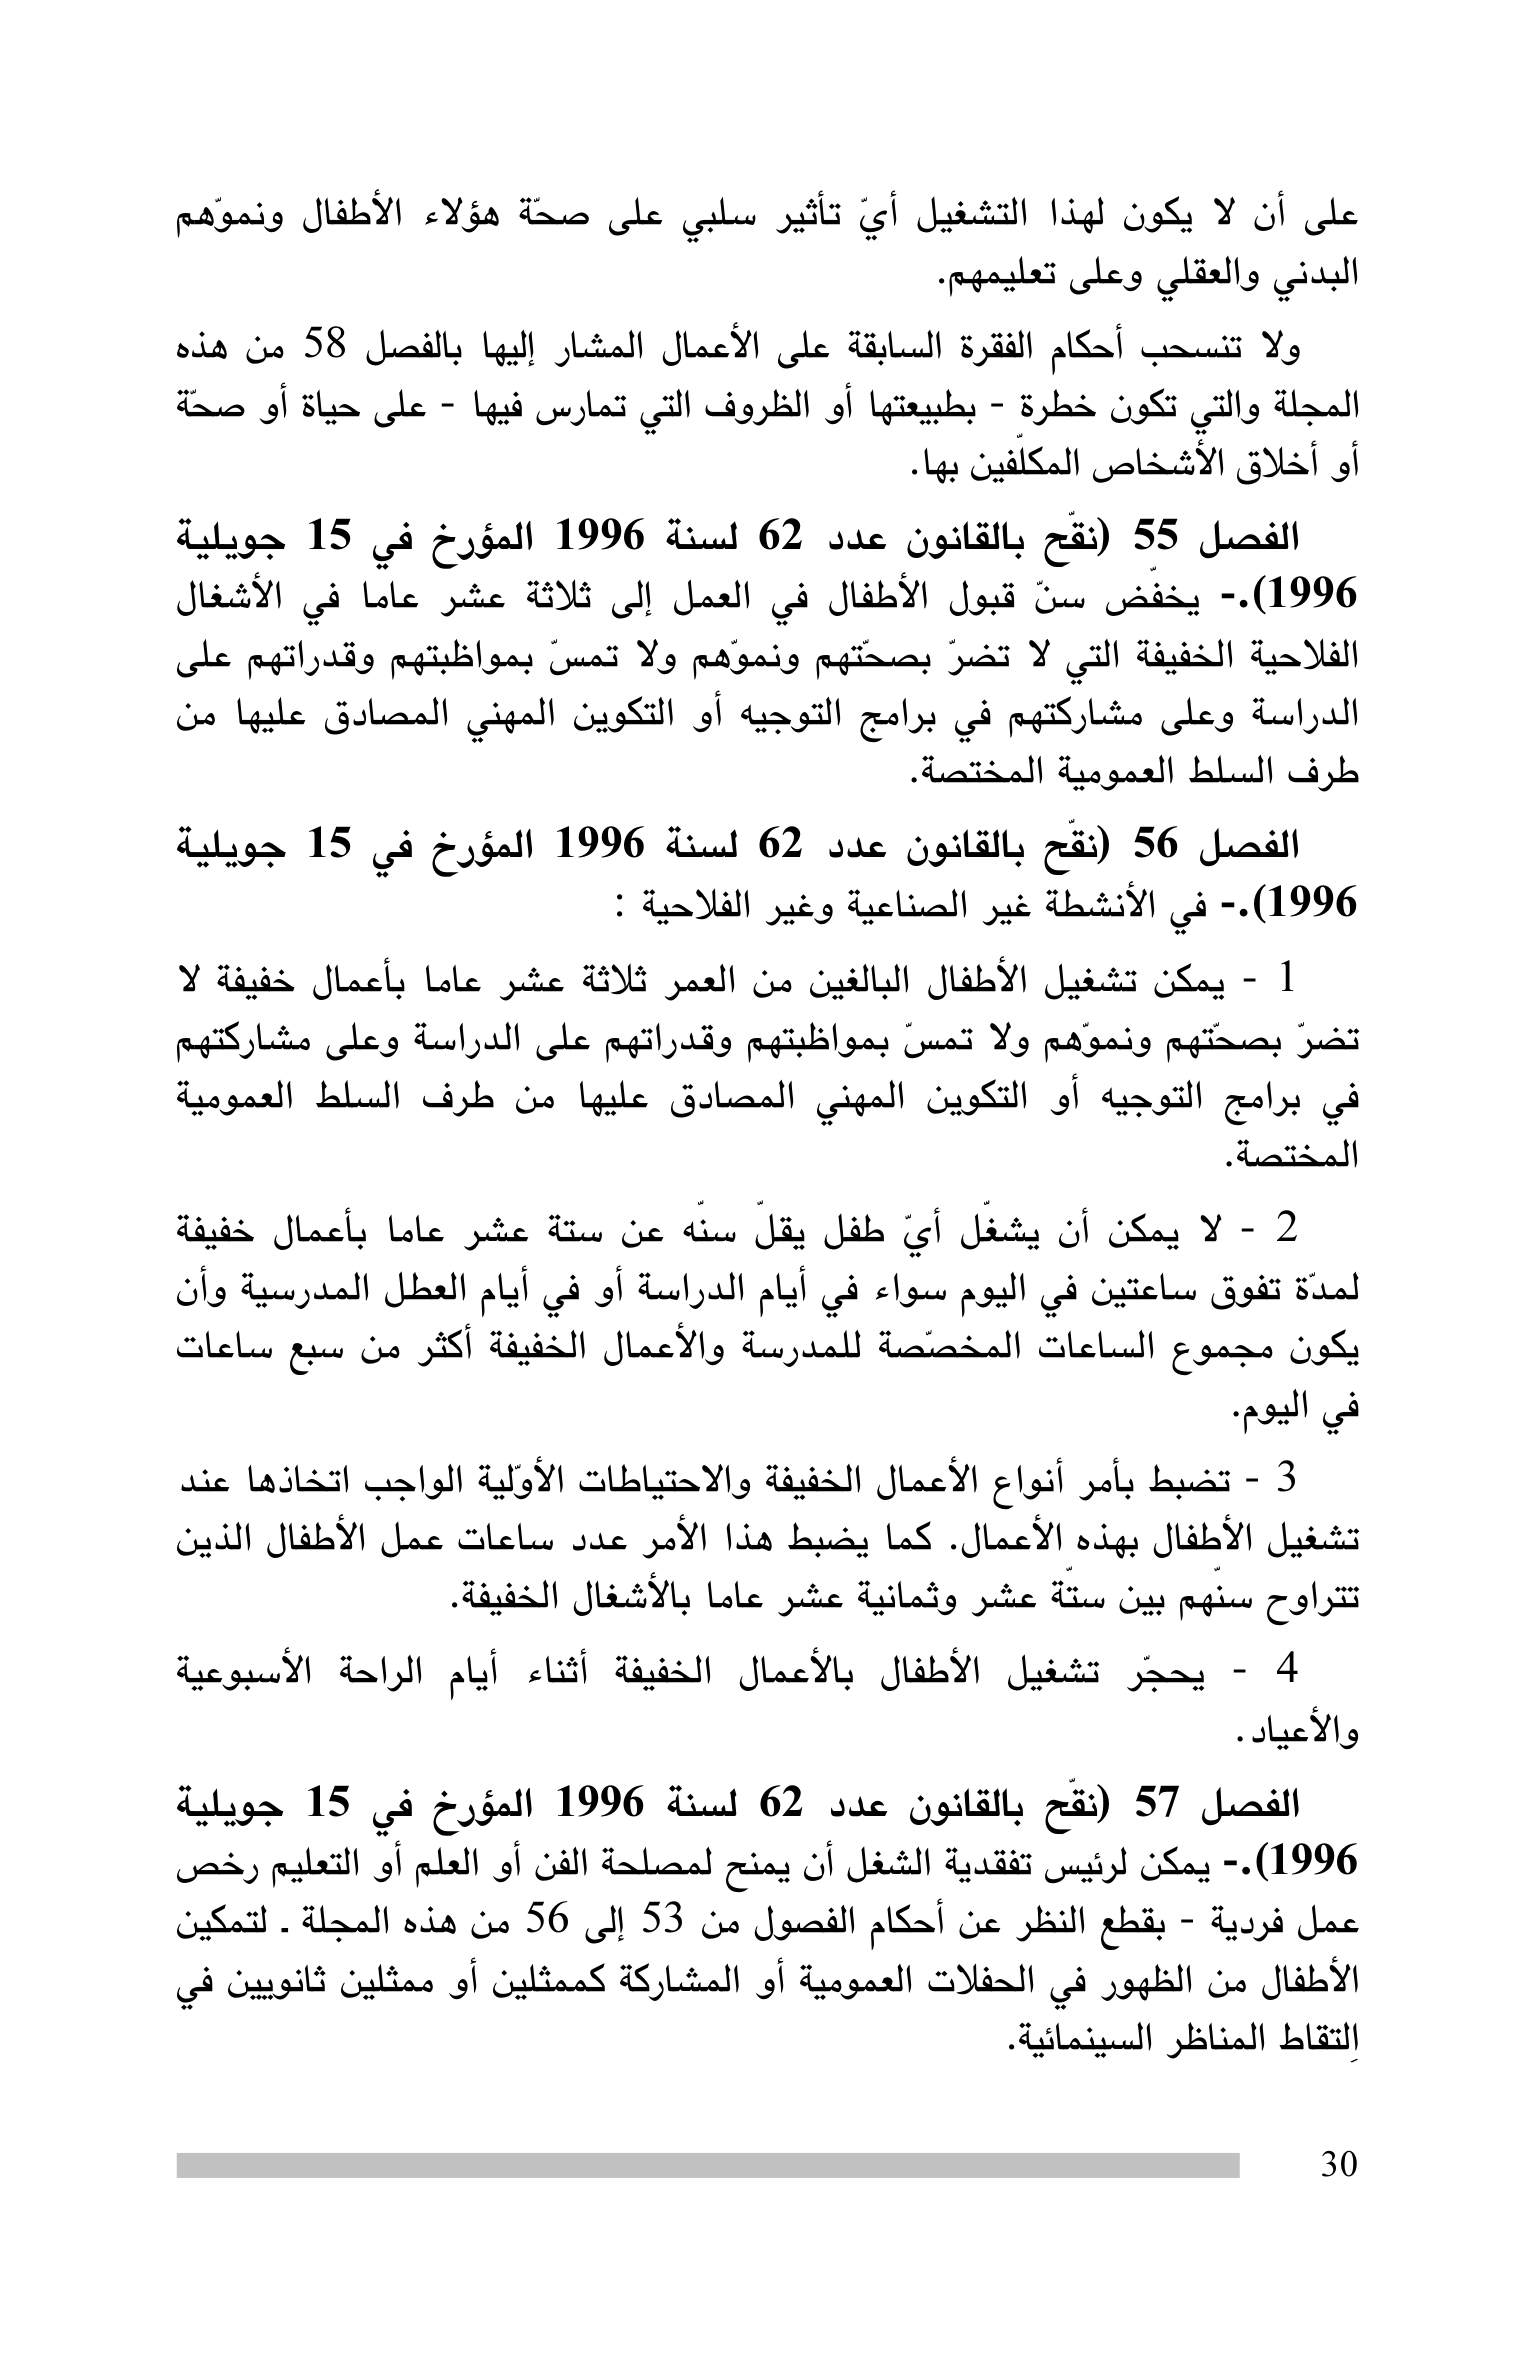 على أن لا يكون لهذا التشغيل أيّ تأثير سلبي على صحّة هؤلاء الأطفال ونموّهم
البدني والعقلي وعلى تعليمهم.
ولا تنسحب أحكام الفقرة السابقة على الأعمال المشار إليها بالفصل 58 من هذه
المجلة والتي تكون خطرة - بطبيعتها أو الظروف التي تمارس فيها - على حياة أو صحّة
أو أخلاق الأشخاص المكلّفين بها.
الفصل 55 (نقّح بالقانون عدد 62 لسنة 1996 المؤرخ في 15 جويلية
1996).- يخفّض سنّ قبول الأطفال في العمل إلى ثلاثة عشر عاما في الأشغال
الفلاحية الخفيفة التي لا تضرّ بصحّتهم ونموّهم ولا تمسّ بمواظبتهم وقدراتهم على
الدراسة وعلى مشاركتهم في برامج التوجيه أو التكوين المهني المصادق عليها من
طرف السلط العمومية المختصة.
الفصل 56 (نقّح بالقانون عدد 62 لسنة 1996 المؤرخ في 15 جويلية
1996).- في الأنشطة غير الصناعية وغير الفلاحية :
1 - يمكن تشغيل الأطفال البالغين من العمر ثلاثة عشر عاما بأعمال خفيفة لا
تضرّ بصحّتهم ونموّهم ولا تمسّ بمواظبتهم وقدراتهم على الدراسة وعلى مشاركتهم
في برامج التوجيه أو التكوين المهني المصادق عليها من طرف السلط العمومية
المختصة.
2 - لا يمكن أن يشغّل أيّ طفل يقلّ سنّه عن ستة عشر عاما بأعمال خفيفة
لمدّة تفوق ساعتين في اليوم سواء في أيام الدراسة أو في أيام العطل المدرسية وأن
يكون مجموع الساعات المخصّصة للمدرسة والأعمال الخفيفة أكثر من سبع ساعات
في اليوم.
3 - تضبط بأمر أنواع الأعمال الخفيفة والاحتياطات الأوّلية الواجب اتخاذها عند
تشغيل الأطفال بهذه الأعمال. كما يضبط هذا الأمر عدد ساعات عمل الأطفال الذين
تتراوح سنّهم بين ستّة عشر وثمانية عشر عاما بالأشغال الخفيفة.
4 - يحجّر تشغيل الأطفال بالأعمال الخفيفة أثناء أيام الراحة الأسبوعية
والأعياد.
الفصل 57 (نقّح بالقانون عدد 62 لسنة 1996 المؤرخ في 15 جويلية
1996).- يمكن لرئيس تفقدية الشغل أن يمنح لمصلحة الفن أو العلم أو التعليم رخص
عمل فردية - بقطع النظر عن أحكام الفصول من 53 إلى 56 من هذه المجلة ـ لتمكين
الأطفال من الظهور في الحفلات العمومية أو المشاركة كممثلين أو ممثلين ثانويين في
اِلتقاط المناظر السينمائية.
30